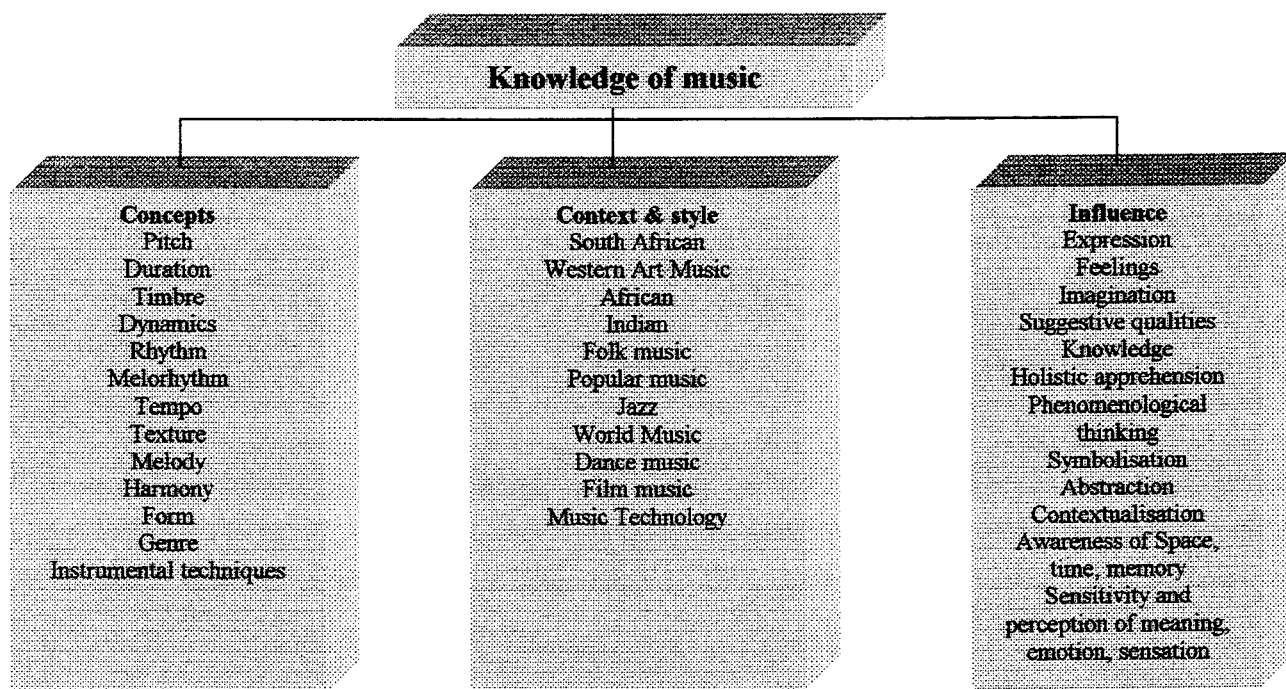 Knowledge of music
Concepts
Pitch
Duration
Timbre
Dynamics
Rhythm
Melorhythm
Tempo
Texture
Melody
Harmony
Form
Genre
Instrumental techniques
Context & style
South African
Western Art Music
African
Indian
Folk music
Popular music
Jazz
World Music
Dance music
Film music
Music Technology
Influence
Expression
Feelings
Imagination
Suggestive qualities
Knowledge
Holistic apprehension
Phenomenological
thinking
Symbolisation
Abstraction
Contextualisation
Awareness of Space,
time, memory
Sensitivity and
perception of meaning,
emotion, sensation